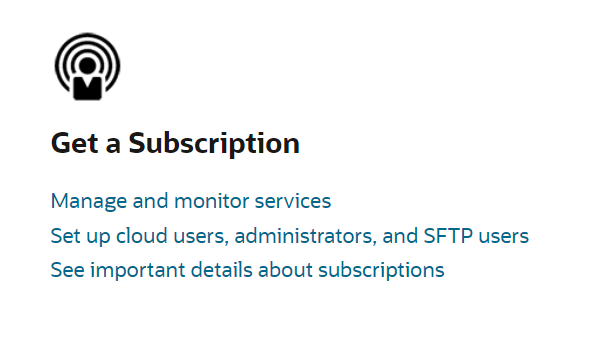 Get a Subscription
Manage and monitor services
Set up cloud users, administrators, and SFTP users
See important details about subscriptions